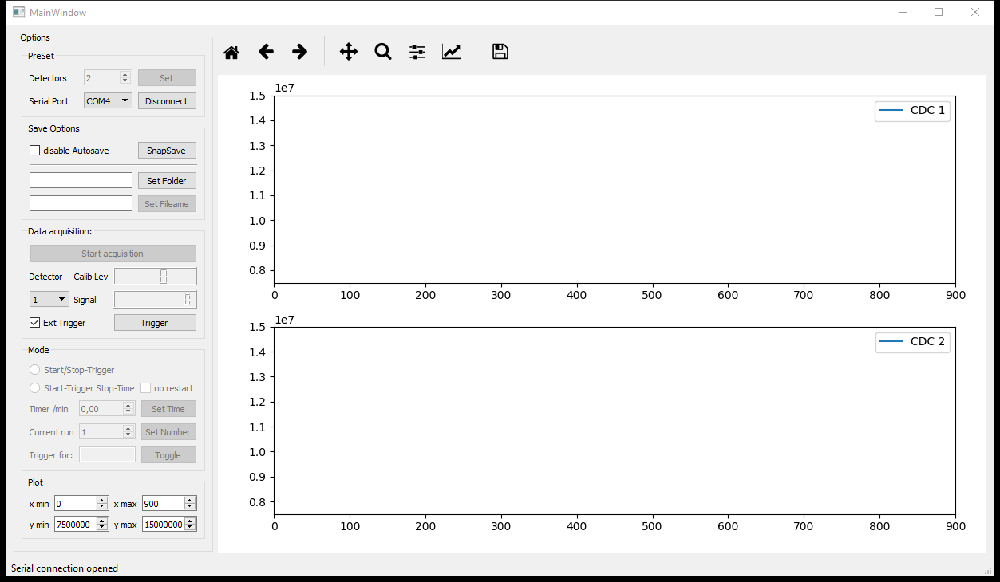 MainWindow
Options
PreSet
Detectors 2 Set
Serial Port COM4 Disconnect
Save Options
disable Autosave SnapSave
Set Folder
Set Fileame
Data acquisition:
Start acquisition
Detector Calib Lev
1 Signal
Ext Trigger Trigger
Mode
Start/Stop-Trigger
Start-Trigger Stop-Time no restart
Timer /min 0,00 Set Time
Current run 1 Set Number
Trigger for: Toggle
Plot
x min 0 x max 900
y min 7500000 y max 15000000
1e7
1.5
1.4
1.3
1.2
1.1
1.0
0.9
0.8
CDC 1
0 100 200 300 400 500 600 700 800 900
1e7
1.5
1.4
1.3
1.2
1.1
1.0
0.9
0.8
CDC 2
0 100 200 300 400 500 600 700 800 900
Serial connection opened